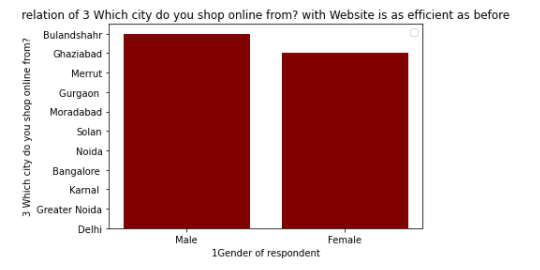 relation of 3 Which city do you shop online from? with Website is as efficient as before
3 Which city do you shop online from?
Bulandshahr
Ghaziabad
Merrut
Gurgaon
Moradabad
Solan
Noida
Bangalore
Karnal
Greater Noida
Delhi
Male Female
1Gender of respondent